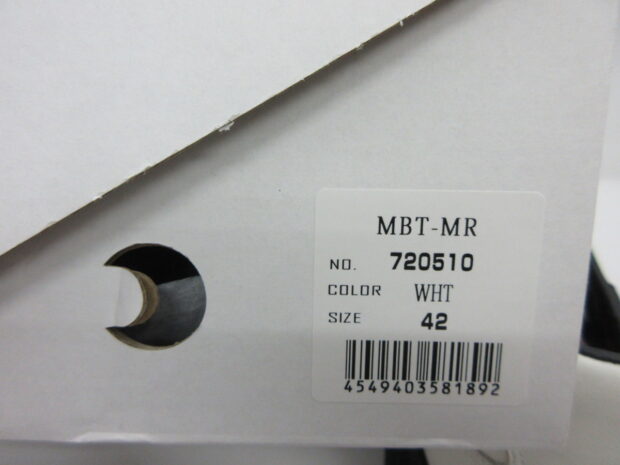 MBT-MR
NO. 720510
COLOR WHT
SIZE 42
4549403581892